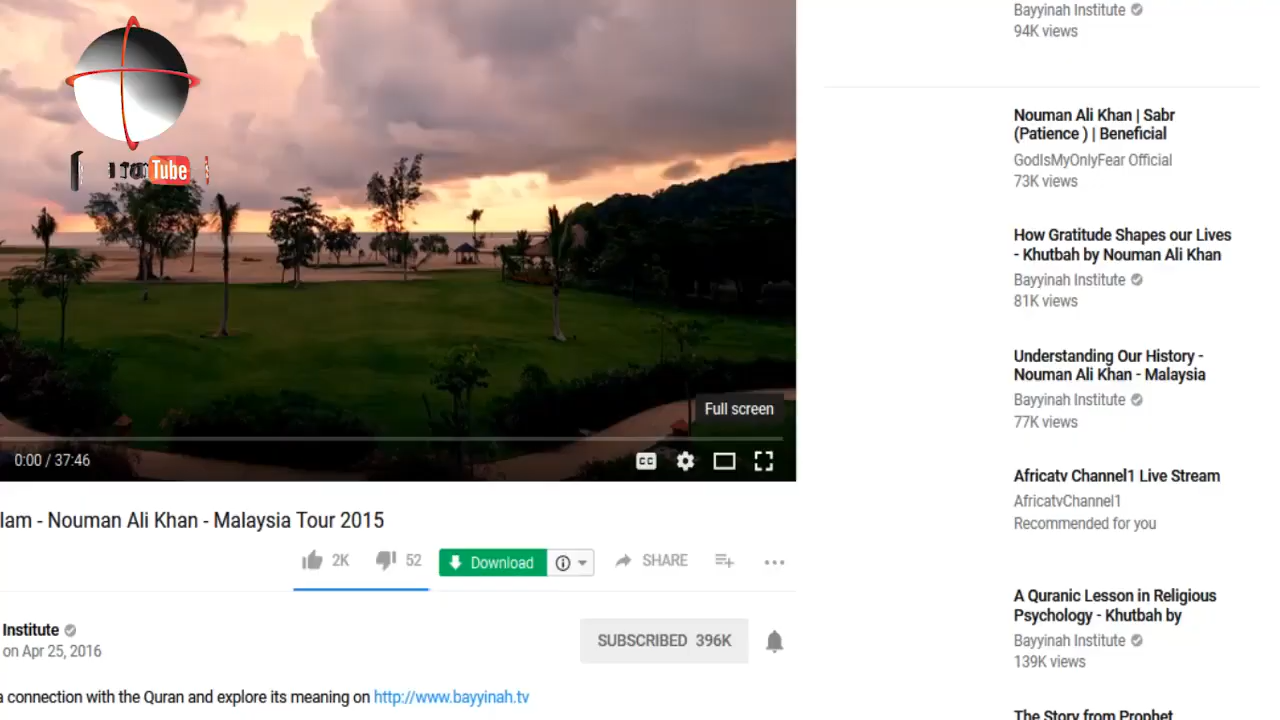 Tube
Full screen
0:00 / 37:46
CC
lam - Nouman Ali Khan - Malaysia Tour 2015
2K
52
Download
SHARE
Institute
on Apr 25, 2016
SUBSCRIBED 396K
a connection with the Quran and explore its meaning on http://www.bayyinah.tv
Bayyinah Institute
94K views
Nouman Ali Khan | Sabr
(Patience ) | Beneficial
GodIsMyOnlyFear Official
73K views
How Gratitude Shapes our Lives
- Khutbah by Nouman Ali Khan
Bayyinah Institute
81K views
Understanding Our History -
Nouman Ali Khan - Malaysia
Bayyinah Institute
77K views
Africatv Channel1 Live Stream
AfricatvChannel1
Recommended for you
A Quranic Lesson in Religious
Psychology - Khutbah by
Bayyinah Institute
139K views
The Story from Prophet